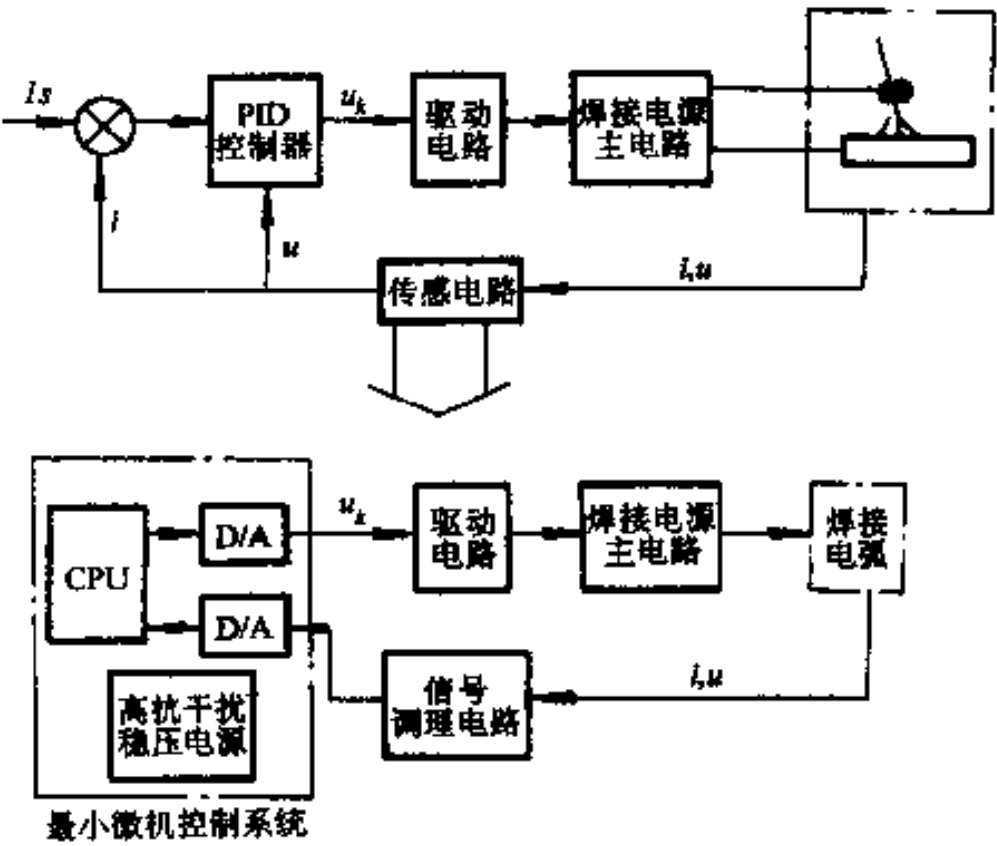 Is
PID
控制器
u_k
驱动
电路
焊接电源
主电路
i
u
传感电路
i,u
CPU
D/A
D/A
u_k
驱动
电路
焊接电源
主电路
焊接
电弧
高抗干扰
稳压电源
信号
调理电路
i,u
最小微机控制系统